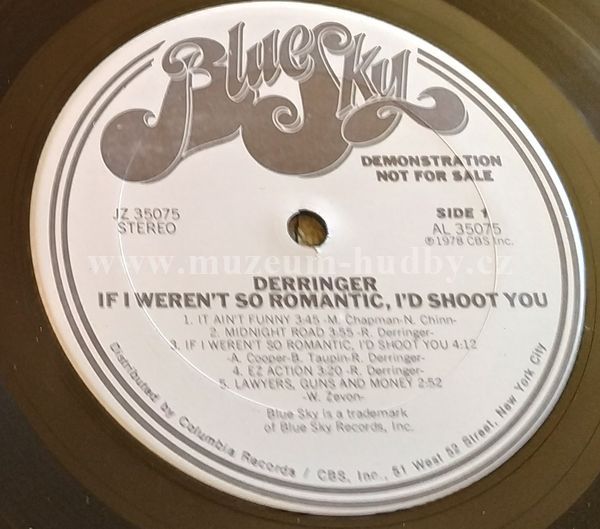 Blue Sky
DEMONSTRATION
NOT FOR SALE
JZ 35075
STEREO
SIDE 1
AL 35075
℗1978 CBS Inc.
www.muzeum-hudby.cz
DERRINGER
IF I WEREN'T SO ROMANTIC, I'D SHOOT YOU
1. IT AIN'T FUNNY 3:45 -M. Chapman-N. Chinn-
2. MIDNIGHT ROAD 3:55 -R. Derringer-
3. IF I WEREN'T SO ROMANTIC, I'D SHOOT YOU 4:12
-A. Cooper-B. Taupin-R. Derringer-
4. EZ ACTION 3:20 -R. Derringer-
5. LAWYERS, GUNS AND MONEY 2:52
-W. Zevon-
Blue Sky is a trademark
of Blue Sky Records, Inc.
Distributed by Columbia Records / CBS, Inc., 51 West 52 Street, New York City